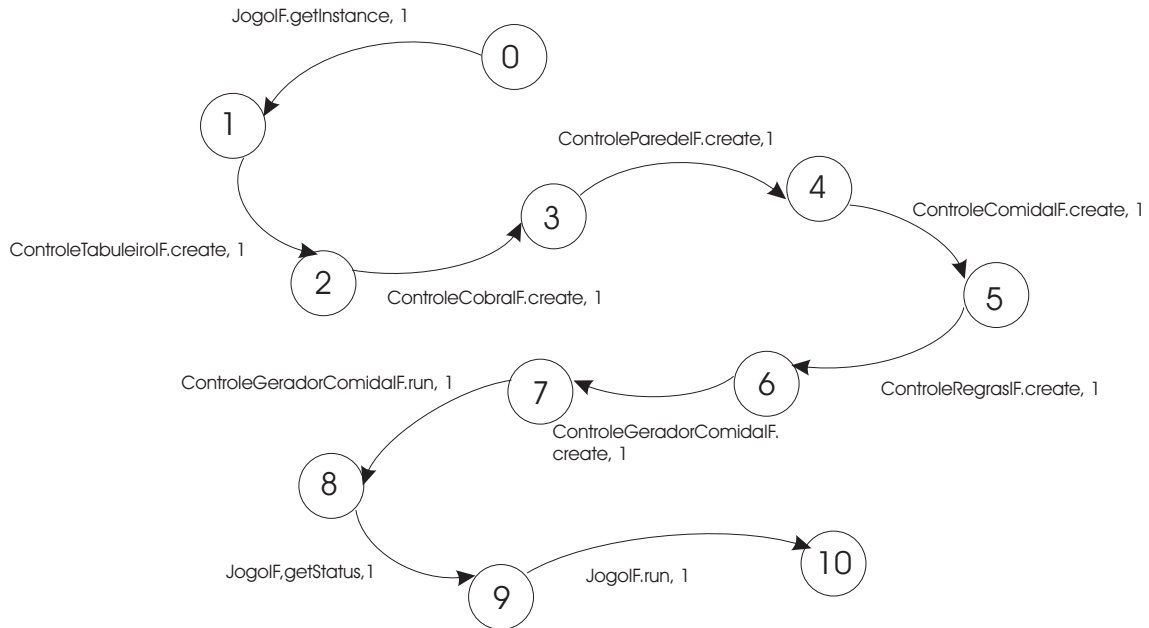 JogoIF.getInstance, 1
0
1
ControleParedeIF.create,1
4
3
ControleComidaIF.create, 1
ControleTabuleiroIF.create, 1
2
ControleCobraIF.create, 1
5
ControleGeradorComidaIF.run, 1
7
6
ControleRegrasIF.create, 1
ControleGeradorComidaIF.
create, 1
8
JogoIF,getStatus,1
9
JogoIF.run, 1
10